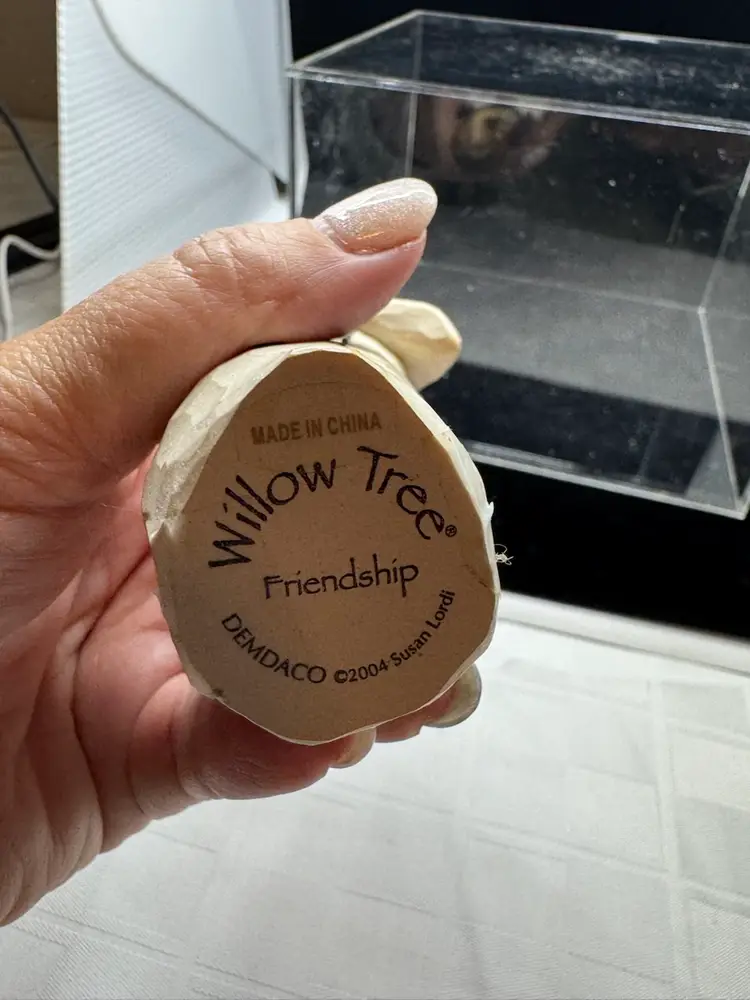 MADE IN CHINA
Willow Tree®
Friendship
DEMDACO ©2004 Susan Lordi